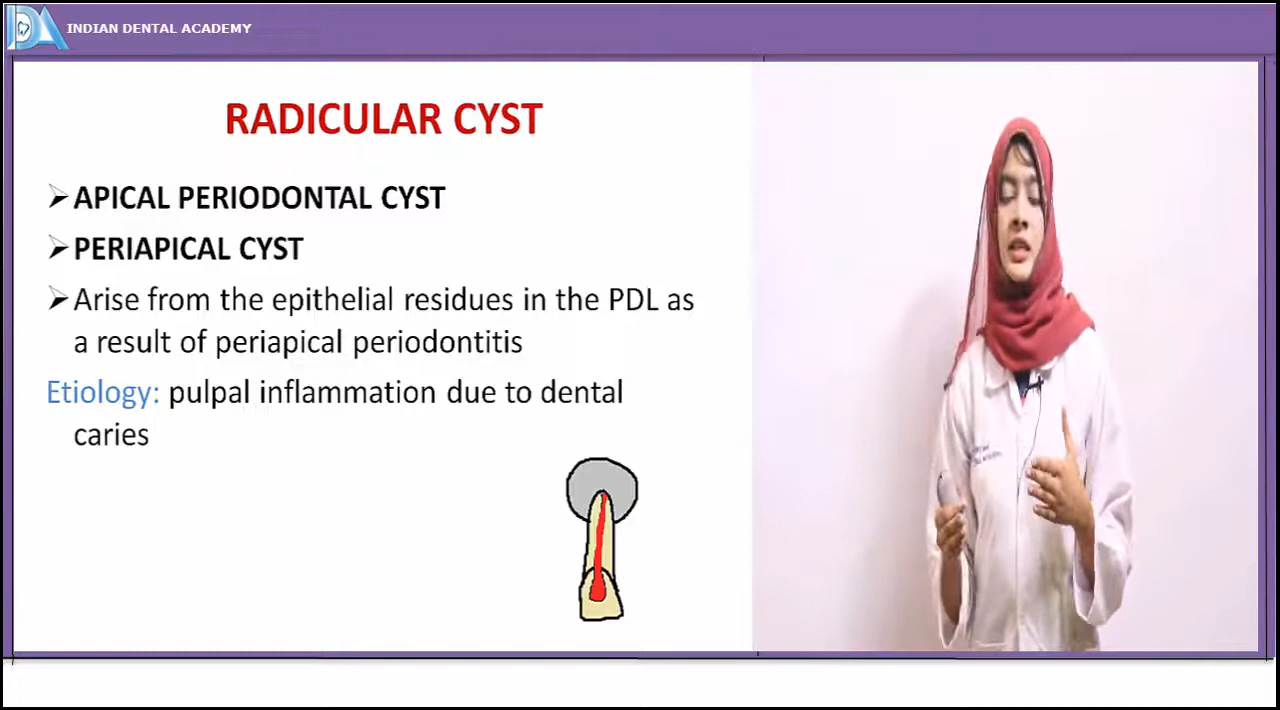 INDIAN DENTAL ACADEMY
RADICULAR CYST
➢APICAL PERIODONTAL CYST
➢PERIAPICAL CYST
➢Arise from the epithelial residues in the PDL as
a result of periapical periodontitis
Etiology: pulpal inflammation due to dental
caries